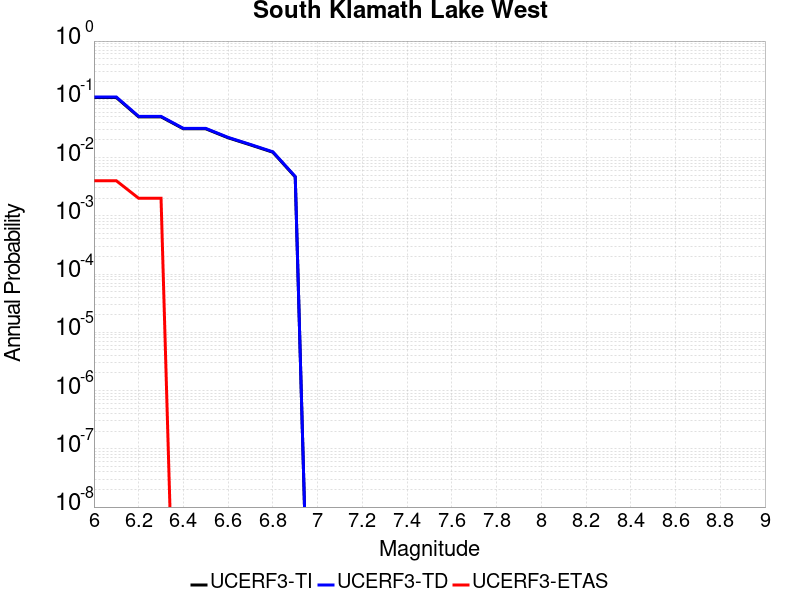 South Klamath Lake West
10^0
10^-1
10^-2
10^-3
10^-4
10^-5
10^-6
10^-7
10^-8
Annual Probability
6 6.2 6.4 6.6 6.8 7 7.2 7.4 7.6 7.8 8 8.2 8.4 8.6 8.8 9
Magnitude
UCERF3-TI UCERF3-TD UCERF3-ETAS